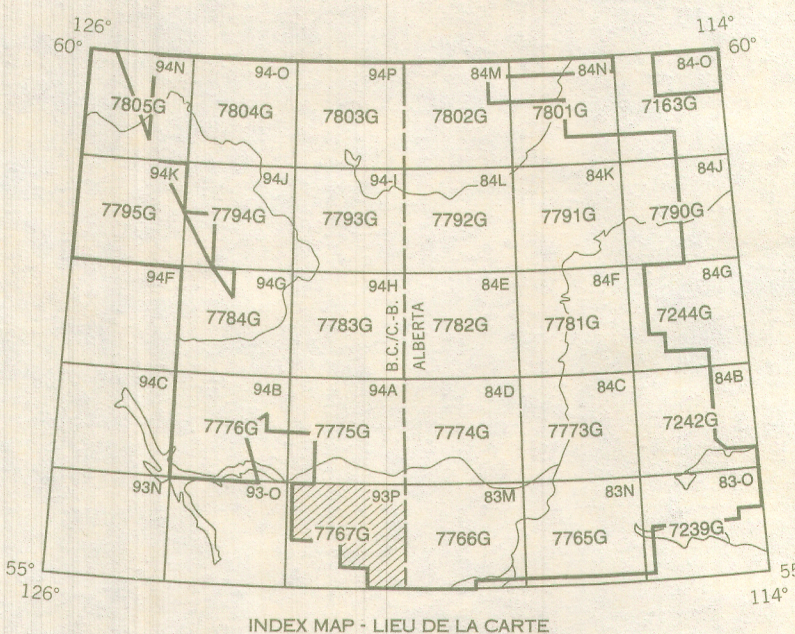 126° 114°
60° 60°
94N 94-O 94P 84M 84N 84-O
7805G 7804G 7803G 7802G 7801G 7163G
94K 94J 94-I 84L 84K 84J
7795G 7794G 7793G 7792G 7791G 7790G
94F 94G 94H 84E 84F 84G
7784G 7783G 7782G 7781G 7244G
B.C./C.-B.
ALBERTA
94C 94B 94A 84D 84C 84B
7776G 7775G 7774G 7773G 7242G
93N 93-O 93P 83M 83N 83-O
7767G 7766G 7765G 7239G
55° 55
126° 114°
INDEX MAP - LIEU DE LA CARTE